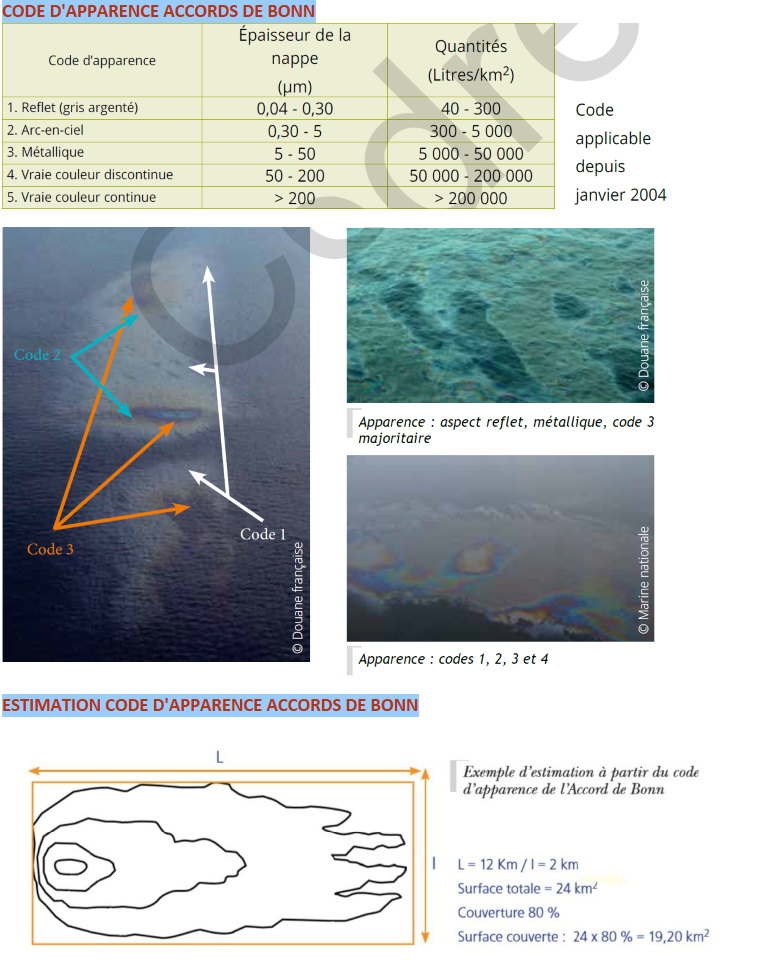 CODE D'APPARENCE ACCORDS DE BONN
Code d'apparence
Épaisseur de la
nappe
(µm)
Quantités
(Litres/km²)
1. Reflet (gris argenté)
0,04 - 0,30
40 - 300
2. Arc-en-ciel
0,30 - 5
300 - 5 000
3. Métallique
5 - 50
5 000 - 50 000
4. Vraie couleur discontinue
50 - 200
50 000 - 200 000
5. Vraie couleur continue
> 200
> 200 000
Code
applicable
depuis
janvier 2004
Code 2
Code 3
Code 1
© Douane française
© Douane française
Apparence : aspect reflet, métallique, code 3
majoritaire
© Marine nationale
Apparence : codes 1, 2, 3 et 4
ESTIMATION CODE D'APPARENCE ACCORDS DE BONN
L
l
Exemple d'estimation à partir du code
d'apparence de l'Accord de Bonn
L = 12 Km / l = 2 km
Surface totale = 24 km²
Couverture 80 %
Surface couverte : 24 x 80 % = 19,20 km²